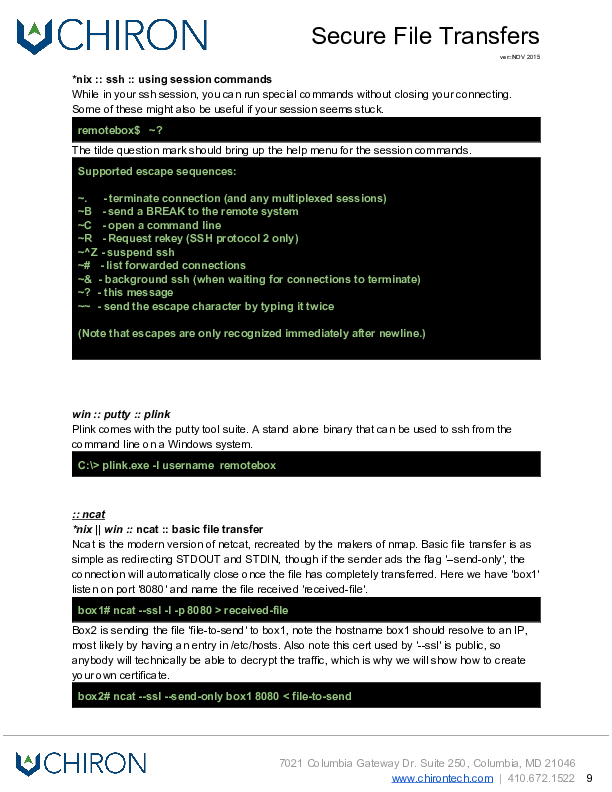 CHIRON
Secure File Transfers
ver:NOV 2015
*nix :: ssh :: using session commands
While in your ssh session, you can run special commands without closing your connecting.
Some of these might also be useful if your session seems stuck.
remotebox$ ~?
The tilde question mark should bring up the help menu for the session commands.
Supported escape sequences:
~. - terminate connection (and any multiplexed sessions)
~B - send a BREAK to the remote system
~C - open a command line
~R - Request rekey (SSH protocol 2 only)
~^Z - suspend ssh
~# - list forwarded connections
~& - background ssh (when waiting for connections to terminate)
~? - this message
~~ - send the escape character by typing it twice
(Note that escapes are only recognized immediately after newline.)
win :: putty :: plink
Plink comes with the putty tool suite. A stand alone binary that can be used to ssh from the
command line on a Windows system.
C:\> plink.exe -l username remotebox
:: ncat
*nix || win :: ncat :: basic file transfer
Ncat is the modern version of netcat, recreated by the makers of nmap. Basic file transfer is as
simple as redirecting STDOUT and STDIN, though if the sender ads the flag '--send-only', the
connection will automatically close once the file has completely transferred. Here we have 'box1'
listen on port '8080' and name the file received 'received-file'.
box1# ncat --ssl -l -p 8080 > received-file
Box2 is sending the file 'file-to-send' to box1, note the hostname box1 should resolve to an IP,
most likely by having an entry in /etc/hosts. Also note this cert used by '--ssl' is public, so
anybody will technically be able to decrypt the traffic, which is why we will show how to create
your own certificate.
box2# ncat --ssl --send-only box1 8080 < file-to-send
CHIRON
7021 Columbia Gateway Dr. Suite 250, Columbia, MD 21046
www.chirontech.com | 410.672.1522 9